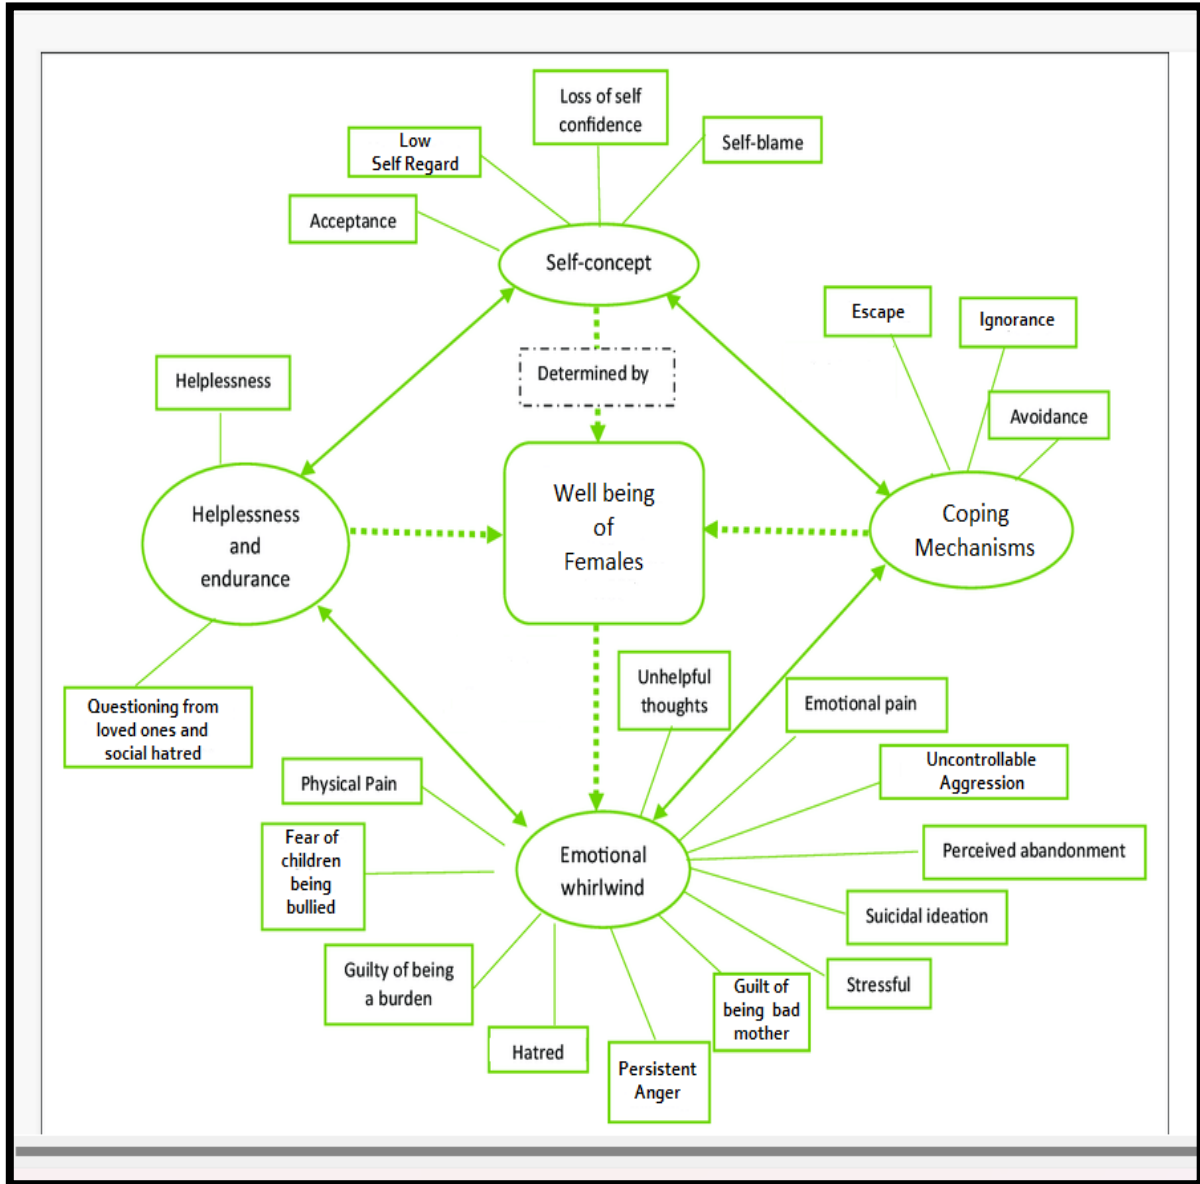 Loss of self
confidence
Low
Self Regard
Self-blame
Acceptance
Self-concept
Escape
Ignorance
Determined by
Helplessness
Avoidance
Well being
of
Females
Helplessness
and
endurance
Coping
Mechanisms
Unhelpful
thoughts
Emotional pain
Questioning from
loved ones and
social hatred
Physical Pain
Uncontrollable
Aggression
Fear of
children
being
bullied
Emotional
whirlwind
Perceived abandonment
Suicidal ideation
Guilty of being
a burden
Stressful
Guilt of
being bad
mother
Hatred
Persistent
Anger